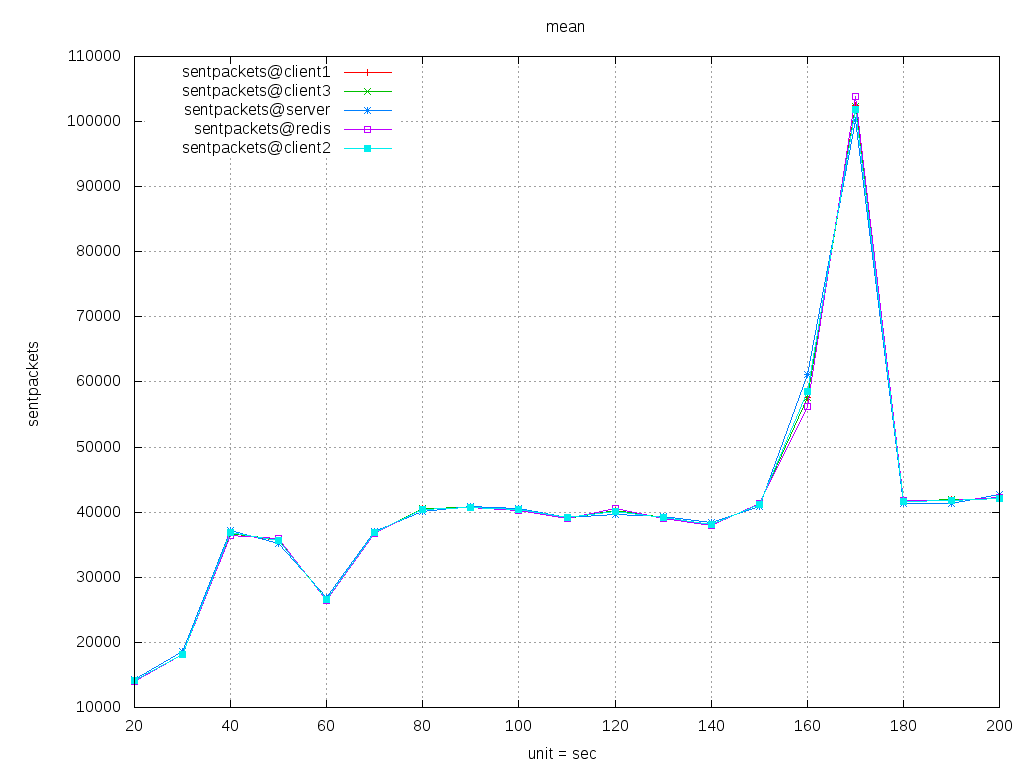 mean
110000
100000
90000
80000
70000
60000
50000
40000
30000
20000
10000
sentpackets
sentpackets@client1
sentpackets@client3
sentpackets@server
sentpackets@redis
sentpackets@client2
20 40 60 80 100 120 140 160 180 200
unit = sec